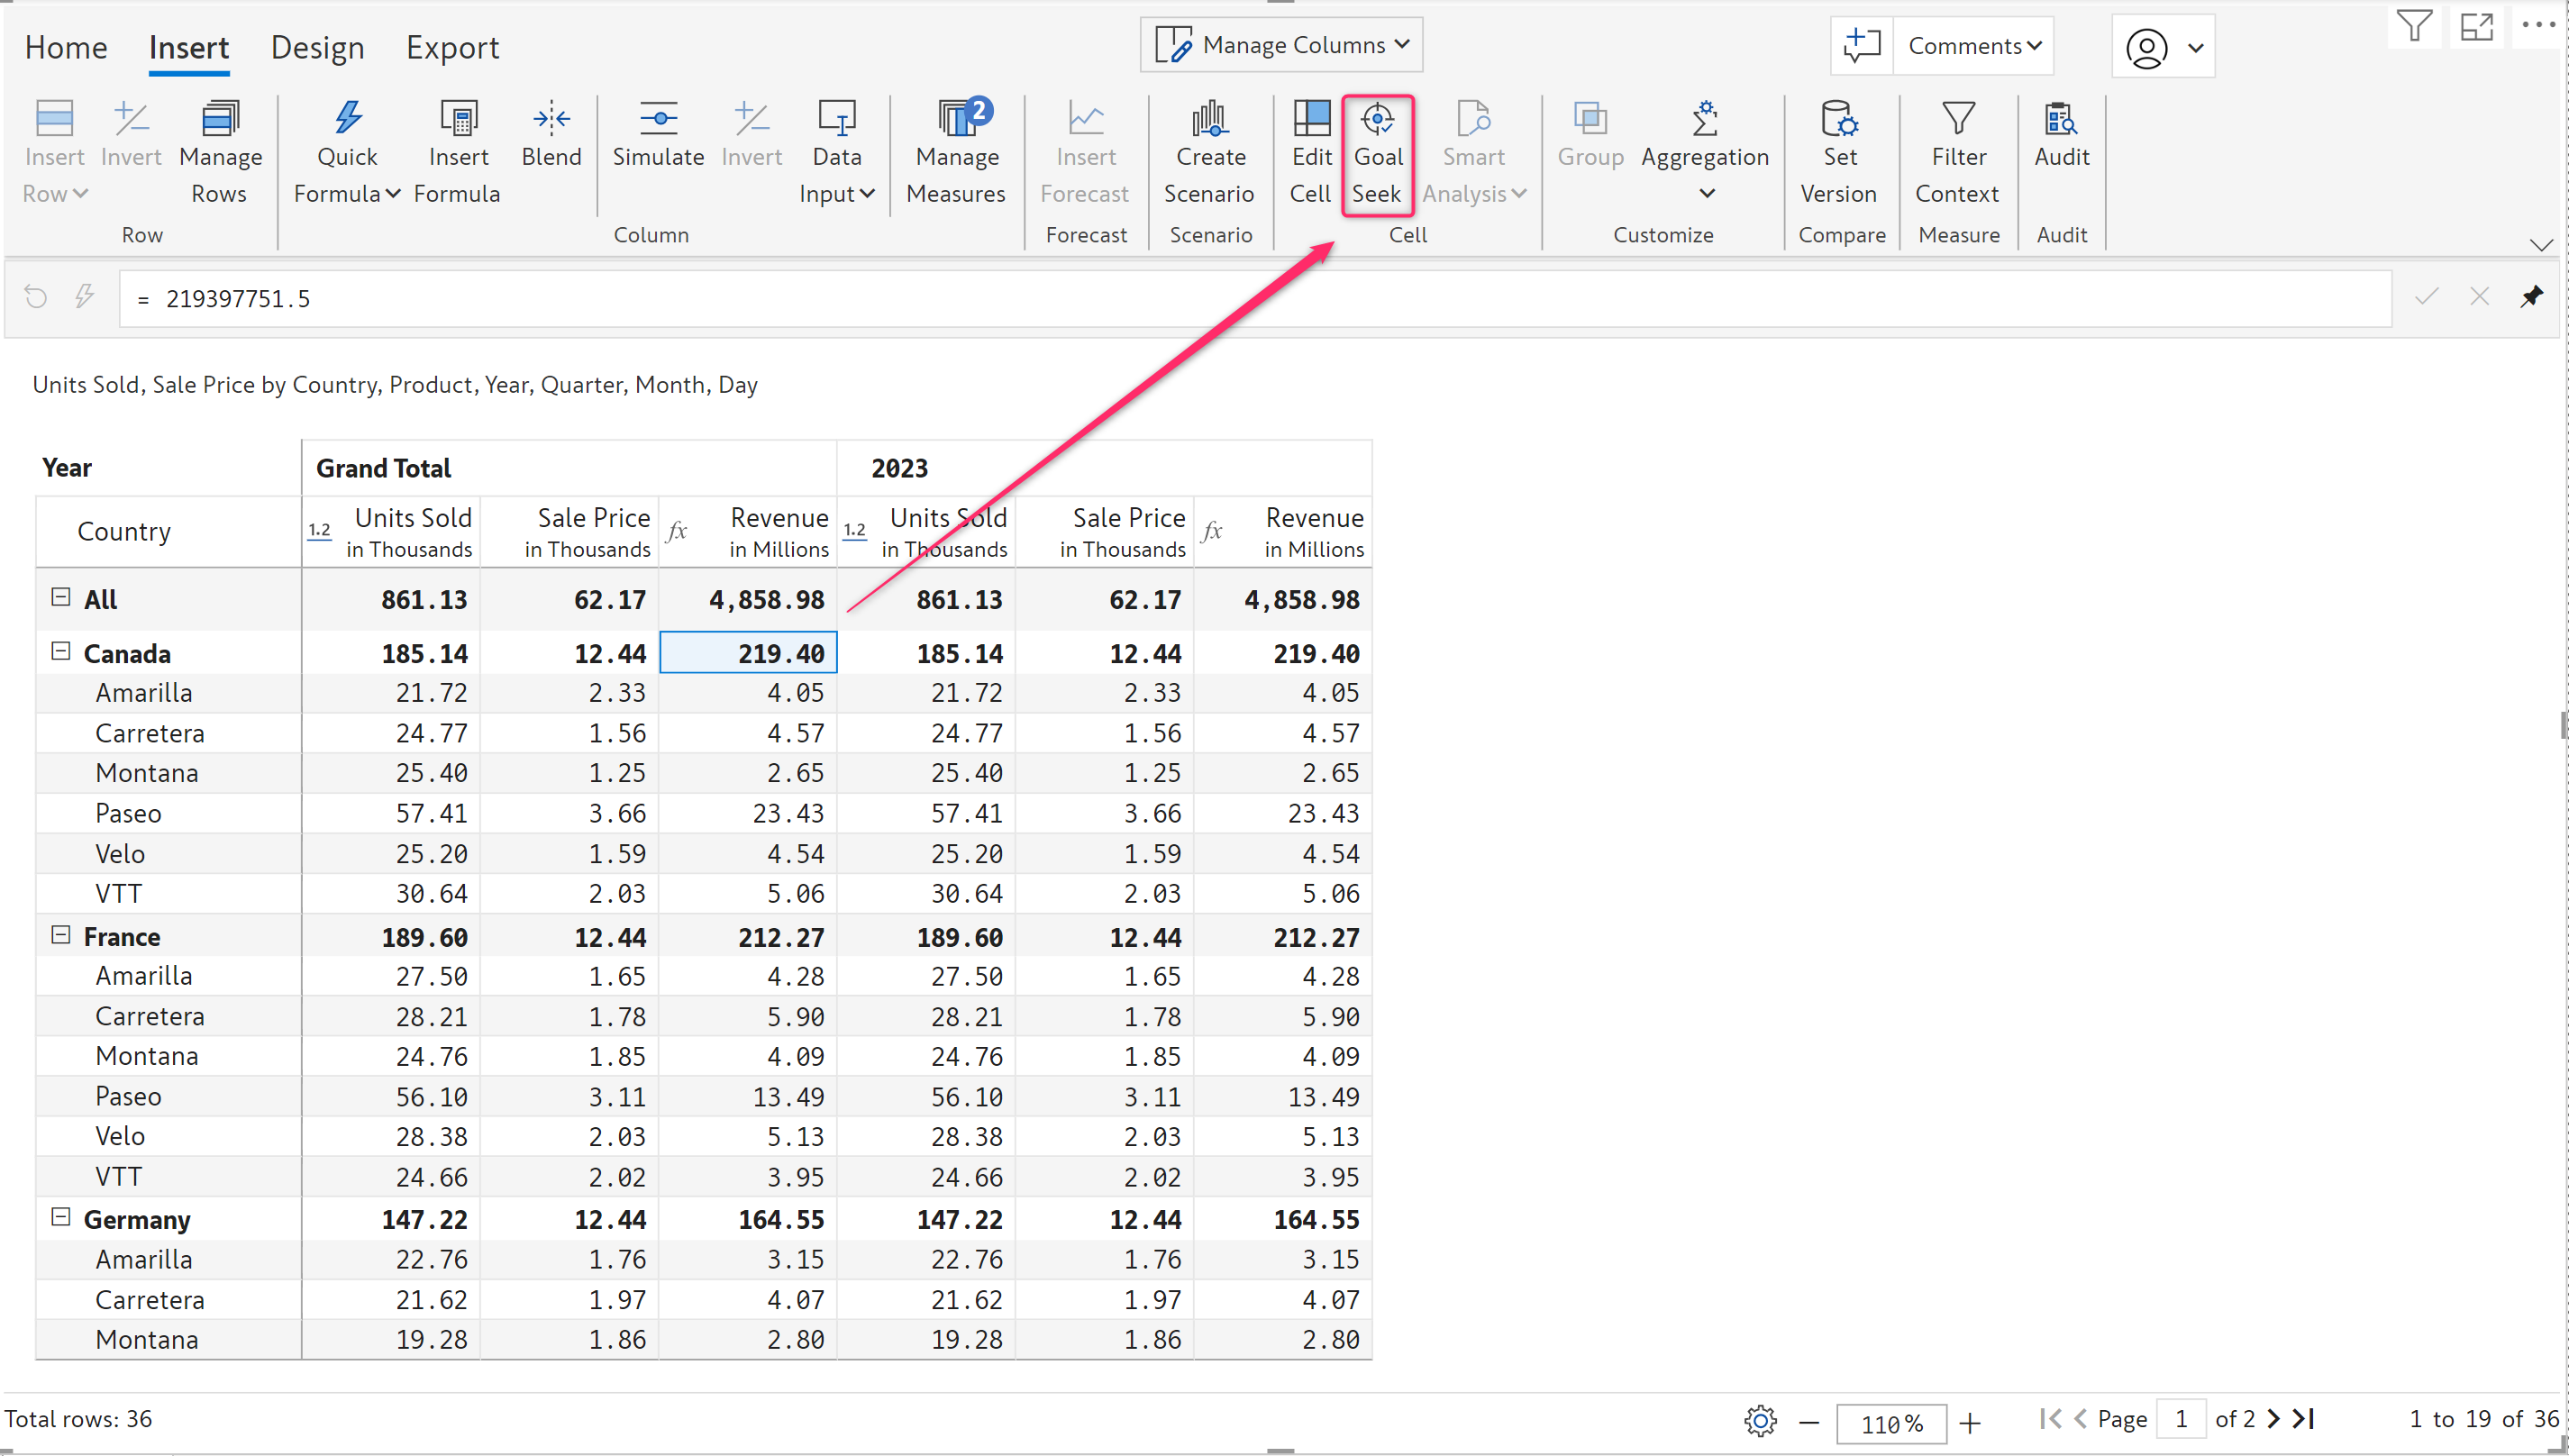 Home Insert Design Export Manage Columns Comments
Insert Invert Manage Quick Insert Blend Simulate Invert Data Manage 2 Insert Create Edit Goal Smart Group Aggregation Set Filter Audit
Row Rows Formula Formula Input Measures Forecast Scenario Cell Seek Analysis Version Context
Row Column Forecast Scenario Cell Customize Compare Measure Audit
= 219397751.5
Units Sold, Sale Price by Country, Product, Year, Quarter, Month, Day
Year Grand Total 2023
Country 1.2 Units Sold Sale Price fx Revenue 1.2 Units Sold Sale Price fx Revenue
in Thousands in Thousands in Millions in Thousands in Thousands in Millions
All 861.13 62.17 4,858.98 861.13 62.17 4,858.98
Canada 185.14 12.44 219.40 185.14 12.44 219.40
Amarilla 21.72 2.33 4.05 21.72 2.33 4.05
Carretera 24.77 1.56 4.57 24.77 1.56 4.57
Montana 25.40 1.25 2.65 25.40 1.25 2.65
Paseo 57.41 3.66 23.43 57.41 3.66 23.43
Velo 25.20 1.59 4.54 25.20 1.59 4.54
VTT 30.64 2.03 5.06 30.64 2.03 5.06
France 189.60 12.44 212.27 189.60 12.44 212.27
Amarilla 27.50 1.65 4.28 27.50 1.65 4.28
Carretera 28.21 1.78 5.90 28.21 1.78 5.90
Montana 24.76 1.85 4.09 24.76 1.85 4.09
Paseo 56.10 3.11 13.49 56.10 3.11 13.49
Velo 28.38 2.03 5.13 28.38 2.03 5.13
VTT 24.66 2.02 3.95 24.66 2.02 3.95
Germany 147.22 12.44 164.55 147.22 12.44 164.55
Amarilla 22.76 1.76 3.15 22.76 1.76 3.15
Carretera 21.62 1.97 4.07 21.62 1.97 4.07
Montana 19.28 1.86 2.80 19.28 1.86 2.80
Total rows: 36 110% Page 1 of 2 1 to 19 of 36